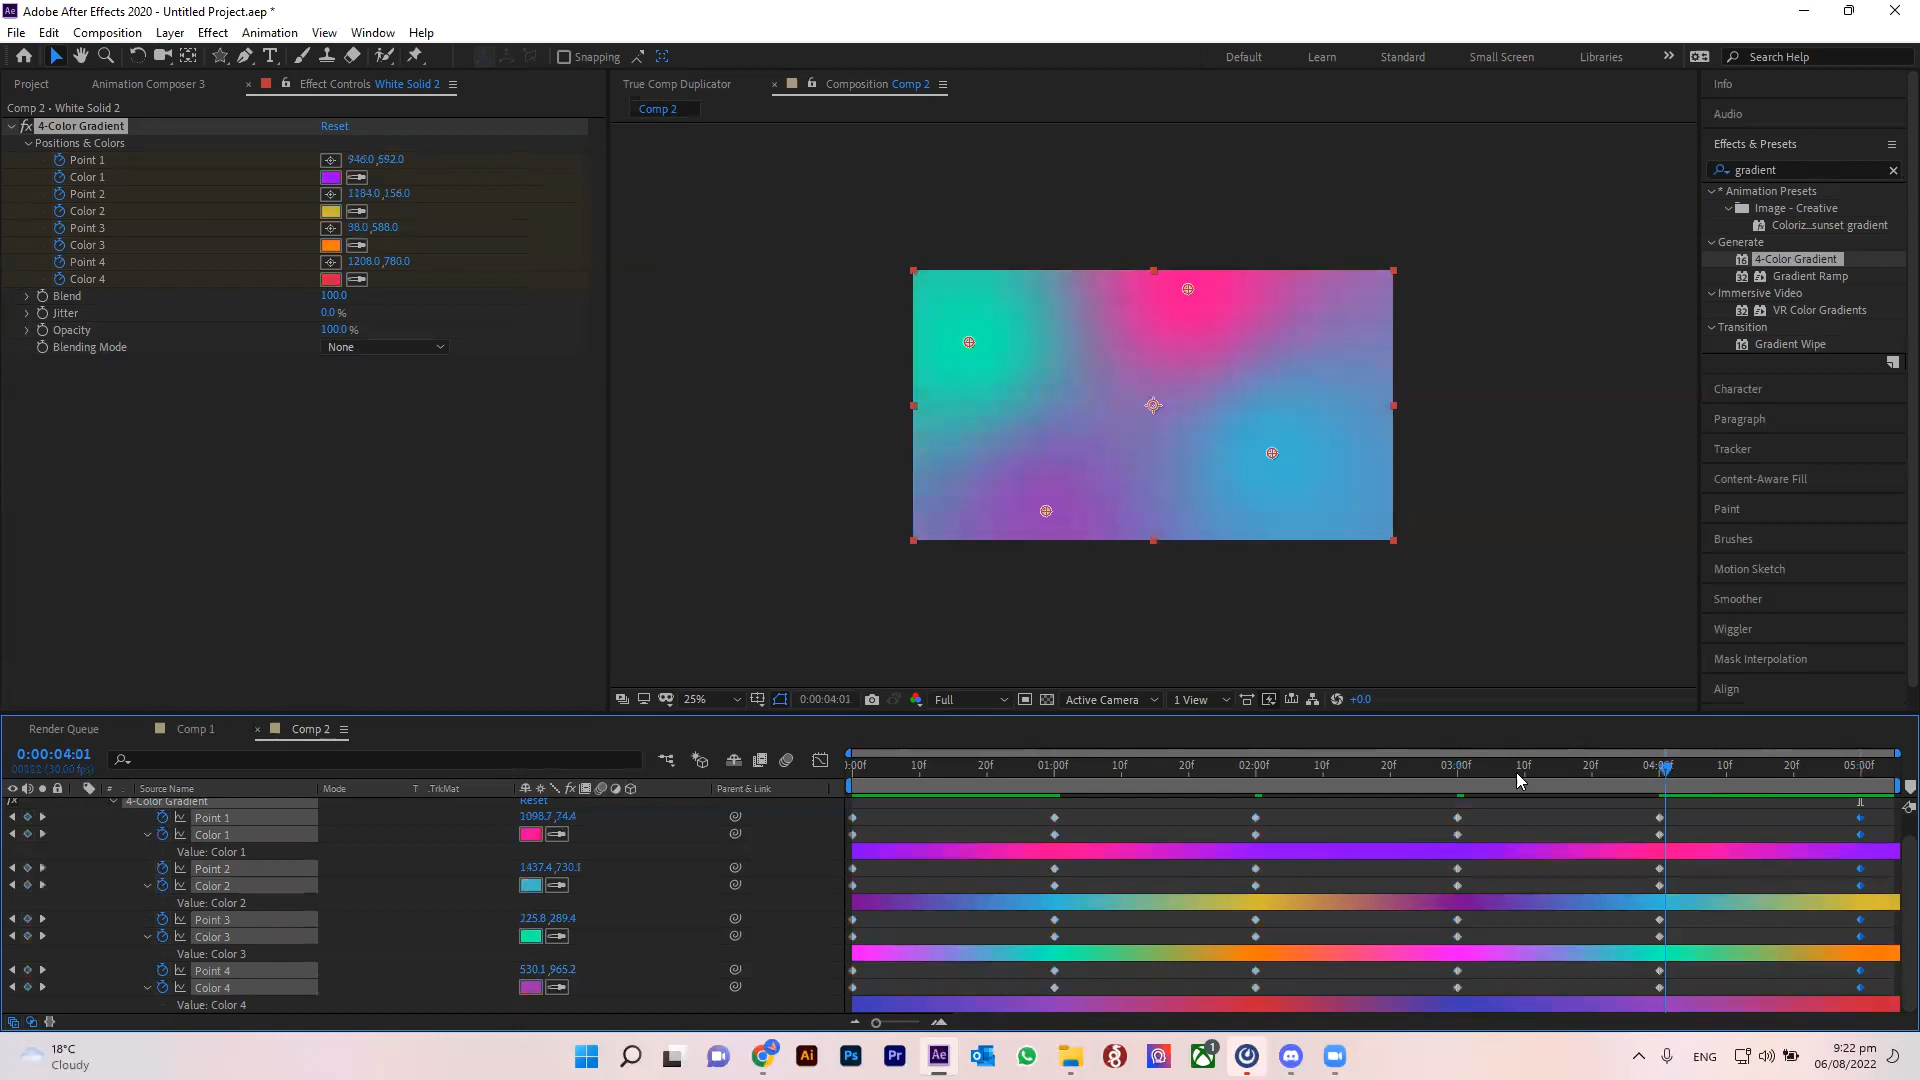 Adobe After Effects 2020 - Untitled Project.aep *
File Edit Composition Layer Effect Animation View Window Help
Snapping
Default Learn Standard Small Screen Libraries
Search Help
Project Animation Composer 3 Effect Controls White Solid 2
Comp 2 • White Solid 2
fx 4-Color Gradient Reset
Positions & Colors
Point 1 946.0,592.0
Color 1
Point 2 1184.0,156.0
Color 2
Point 3 98.0,588.0
Color 3
Point 4 1208.0,780.0
Color 4
Blend 100.0
Jitter 0.0 %
Opacity 100.0 %
Blending Mode None
True Comp Duplicator Composition Comp 2
Comp 2
25% 0:00:04:01 Full Active Camera 1 View +0.0
Info
Audio
Effects & Presets
gradient
* Animation Presets
Image - Creative
Coloriz...sunset gradient
Generate
4-Color Gradient
Gradient Ramp
Immersive Video
VR Color Gradients
Transition
Gradient Wipe
Character
Paragraph
Tracker
Content-Aware Fill
Paint
Brushes
Motion Sketch
Smoother
Wiggler
Mask Interpolation
Align
Render Queue Comp 1 Comp 2
0:00:04:01
(30.00 fps)
:00f 10f 20f 01:00f 10f 20f 02:00f 10f 20f 03:00f 10f 20f 04:00f 10f 20f 05:00f
# Source Name Mode T .TrkMat Parent & Link
4-Color Gradient Reset
Point 1 1098.7,74.4
Color 1
Value: Color 1
Point 2 1437.4,730.1
Color 2
Value: Color 2
Point 3 225.8,289.4
Color 3
Value: Color 3
Point 4 530.1,965.2
Color 4
Value: Color 4
18°C
Cloudy
Ai Ps Pr Ae
1
ENG
9:22 pm
06/08/2022